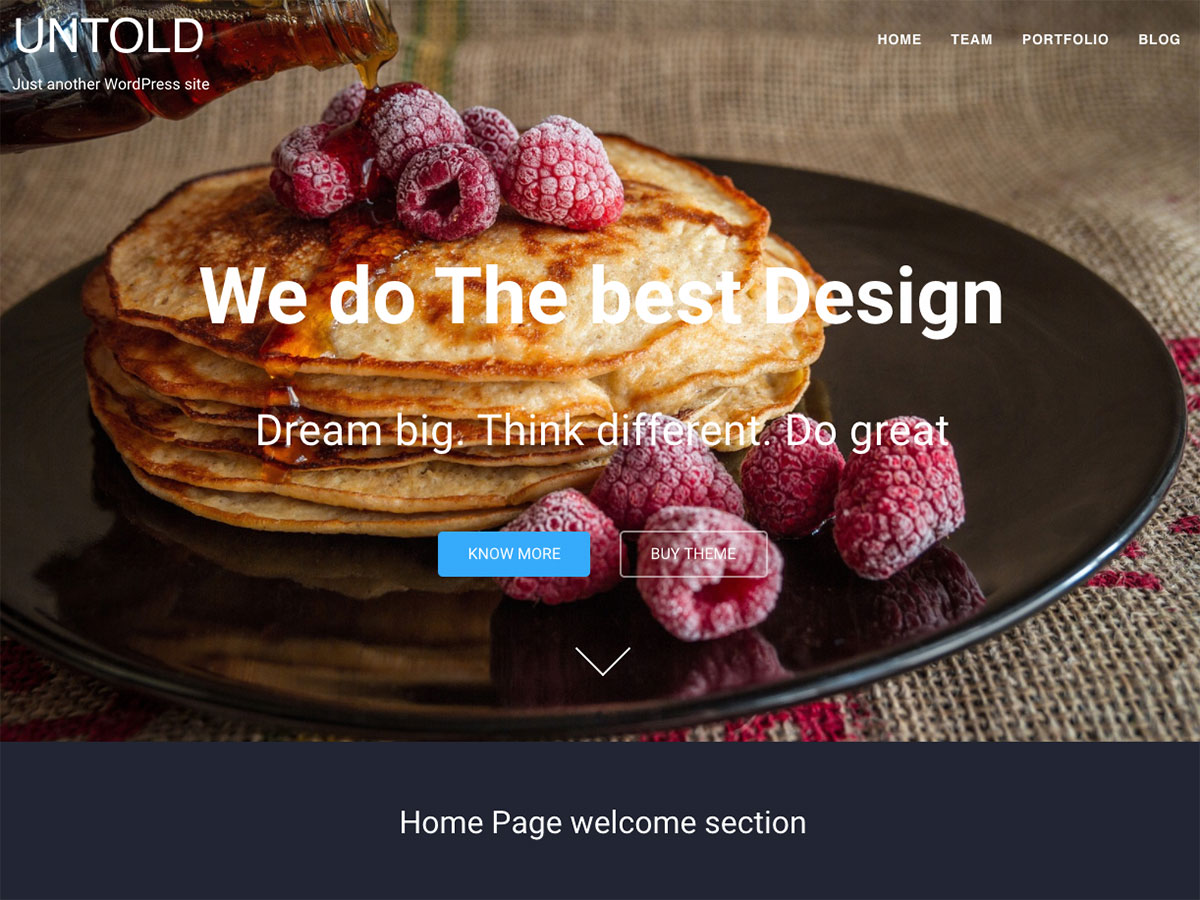 UNTOLD
Just another WordPress site
HOME TEAM PORTFOLIO BLOG
We do The best Design
Dream big. Think different. Do great
KNOW MORE BUY THEME
Home Page welcome section